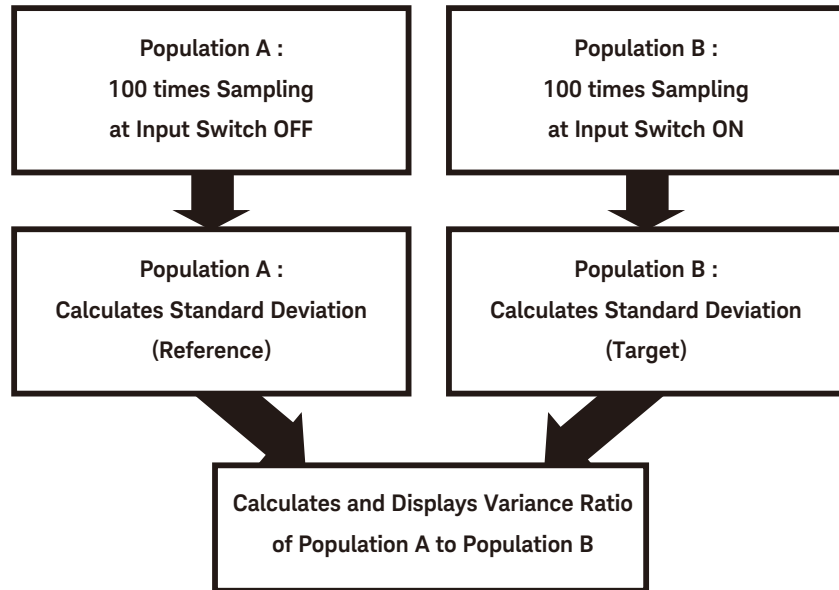 Population A :
100 times Sampling
at Input Switch OFF
Population B :
100 times Sampling
at Input Switch ON
Population A :
Calculates Standard Deviation
(Reference)
Population B :
Calculates Standard Deviation
(Target)
Calculates and Displays Variance Ratio
of Population A to Population B